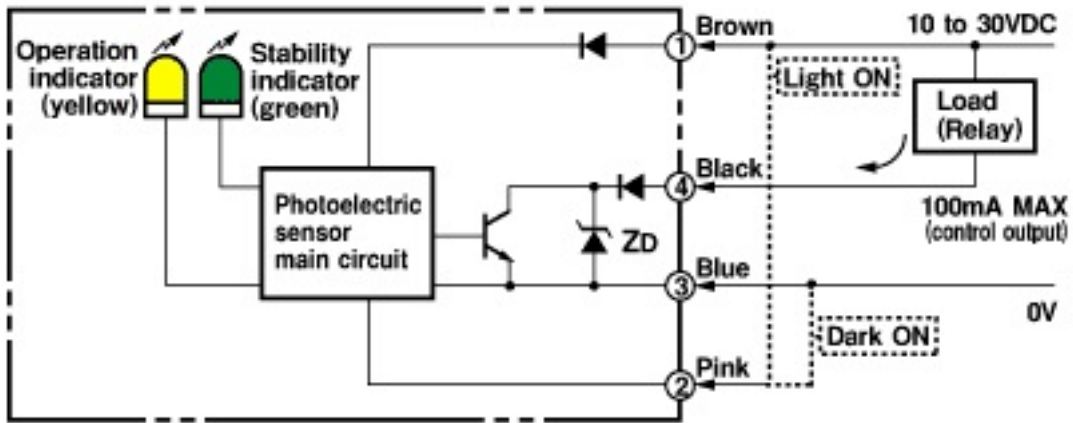 Operation
indicator
(yellow)
Stability
indicator
(green)
Photoelectric
sensor
main circuit
ZD
1
Brown
10 to 30VDC
Light ON
Load
(Relay)
4
Black
100mA MAX
(control output)
3
Blue
0V
Dark ON
2
Pink